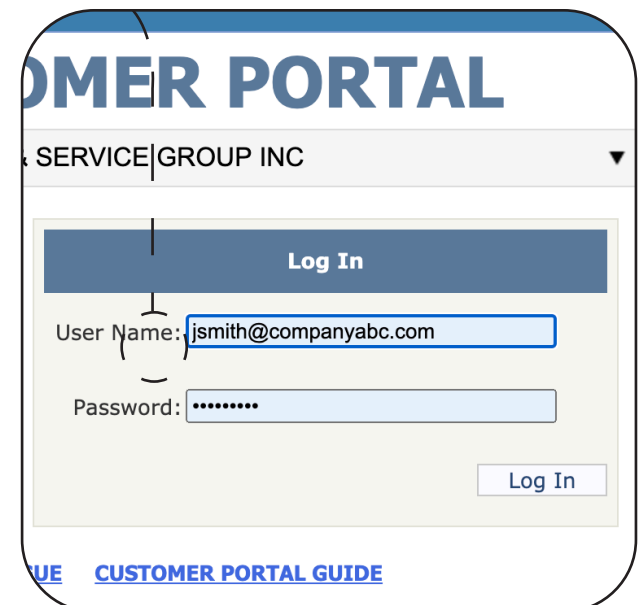 OMER PORTAL
& SERVICE GROUP INC ▼
Log In
User Name: jsmith@companyabc.com
Password: •••••••••
Log In
UE CUSTOMER PORTAL GUIDE